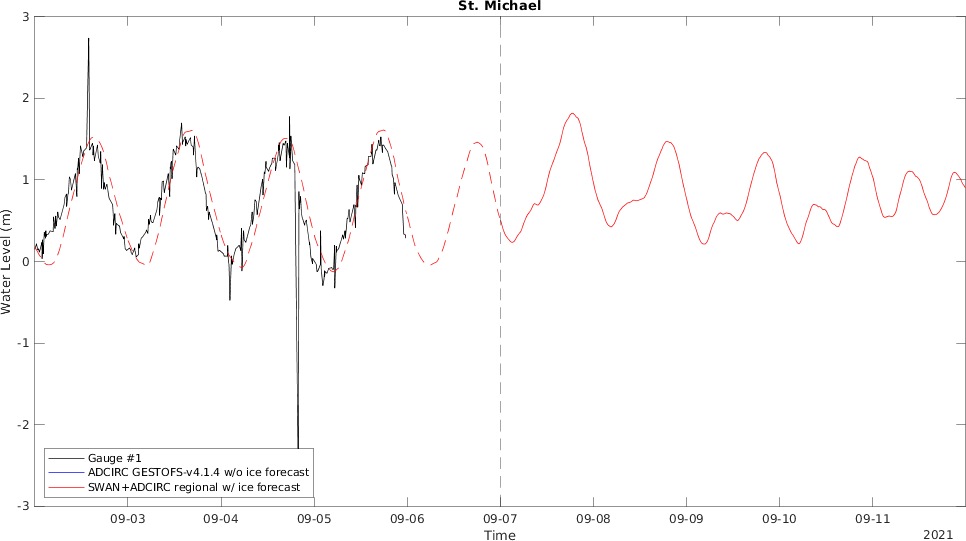 St. Michael
3
2
1
0
-1
-2
-3
Water Level (m)
Gauge #1
ADCIRC GESTOFS-v4.1.4 w/o ice forecast
SWAN+ADCIRC regional w/ ice forecast
09-03 09-04 09-05 09-06 09-07 09-08 09-09 09-10 09-11
Time
2021